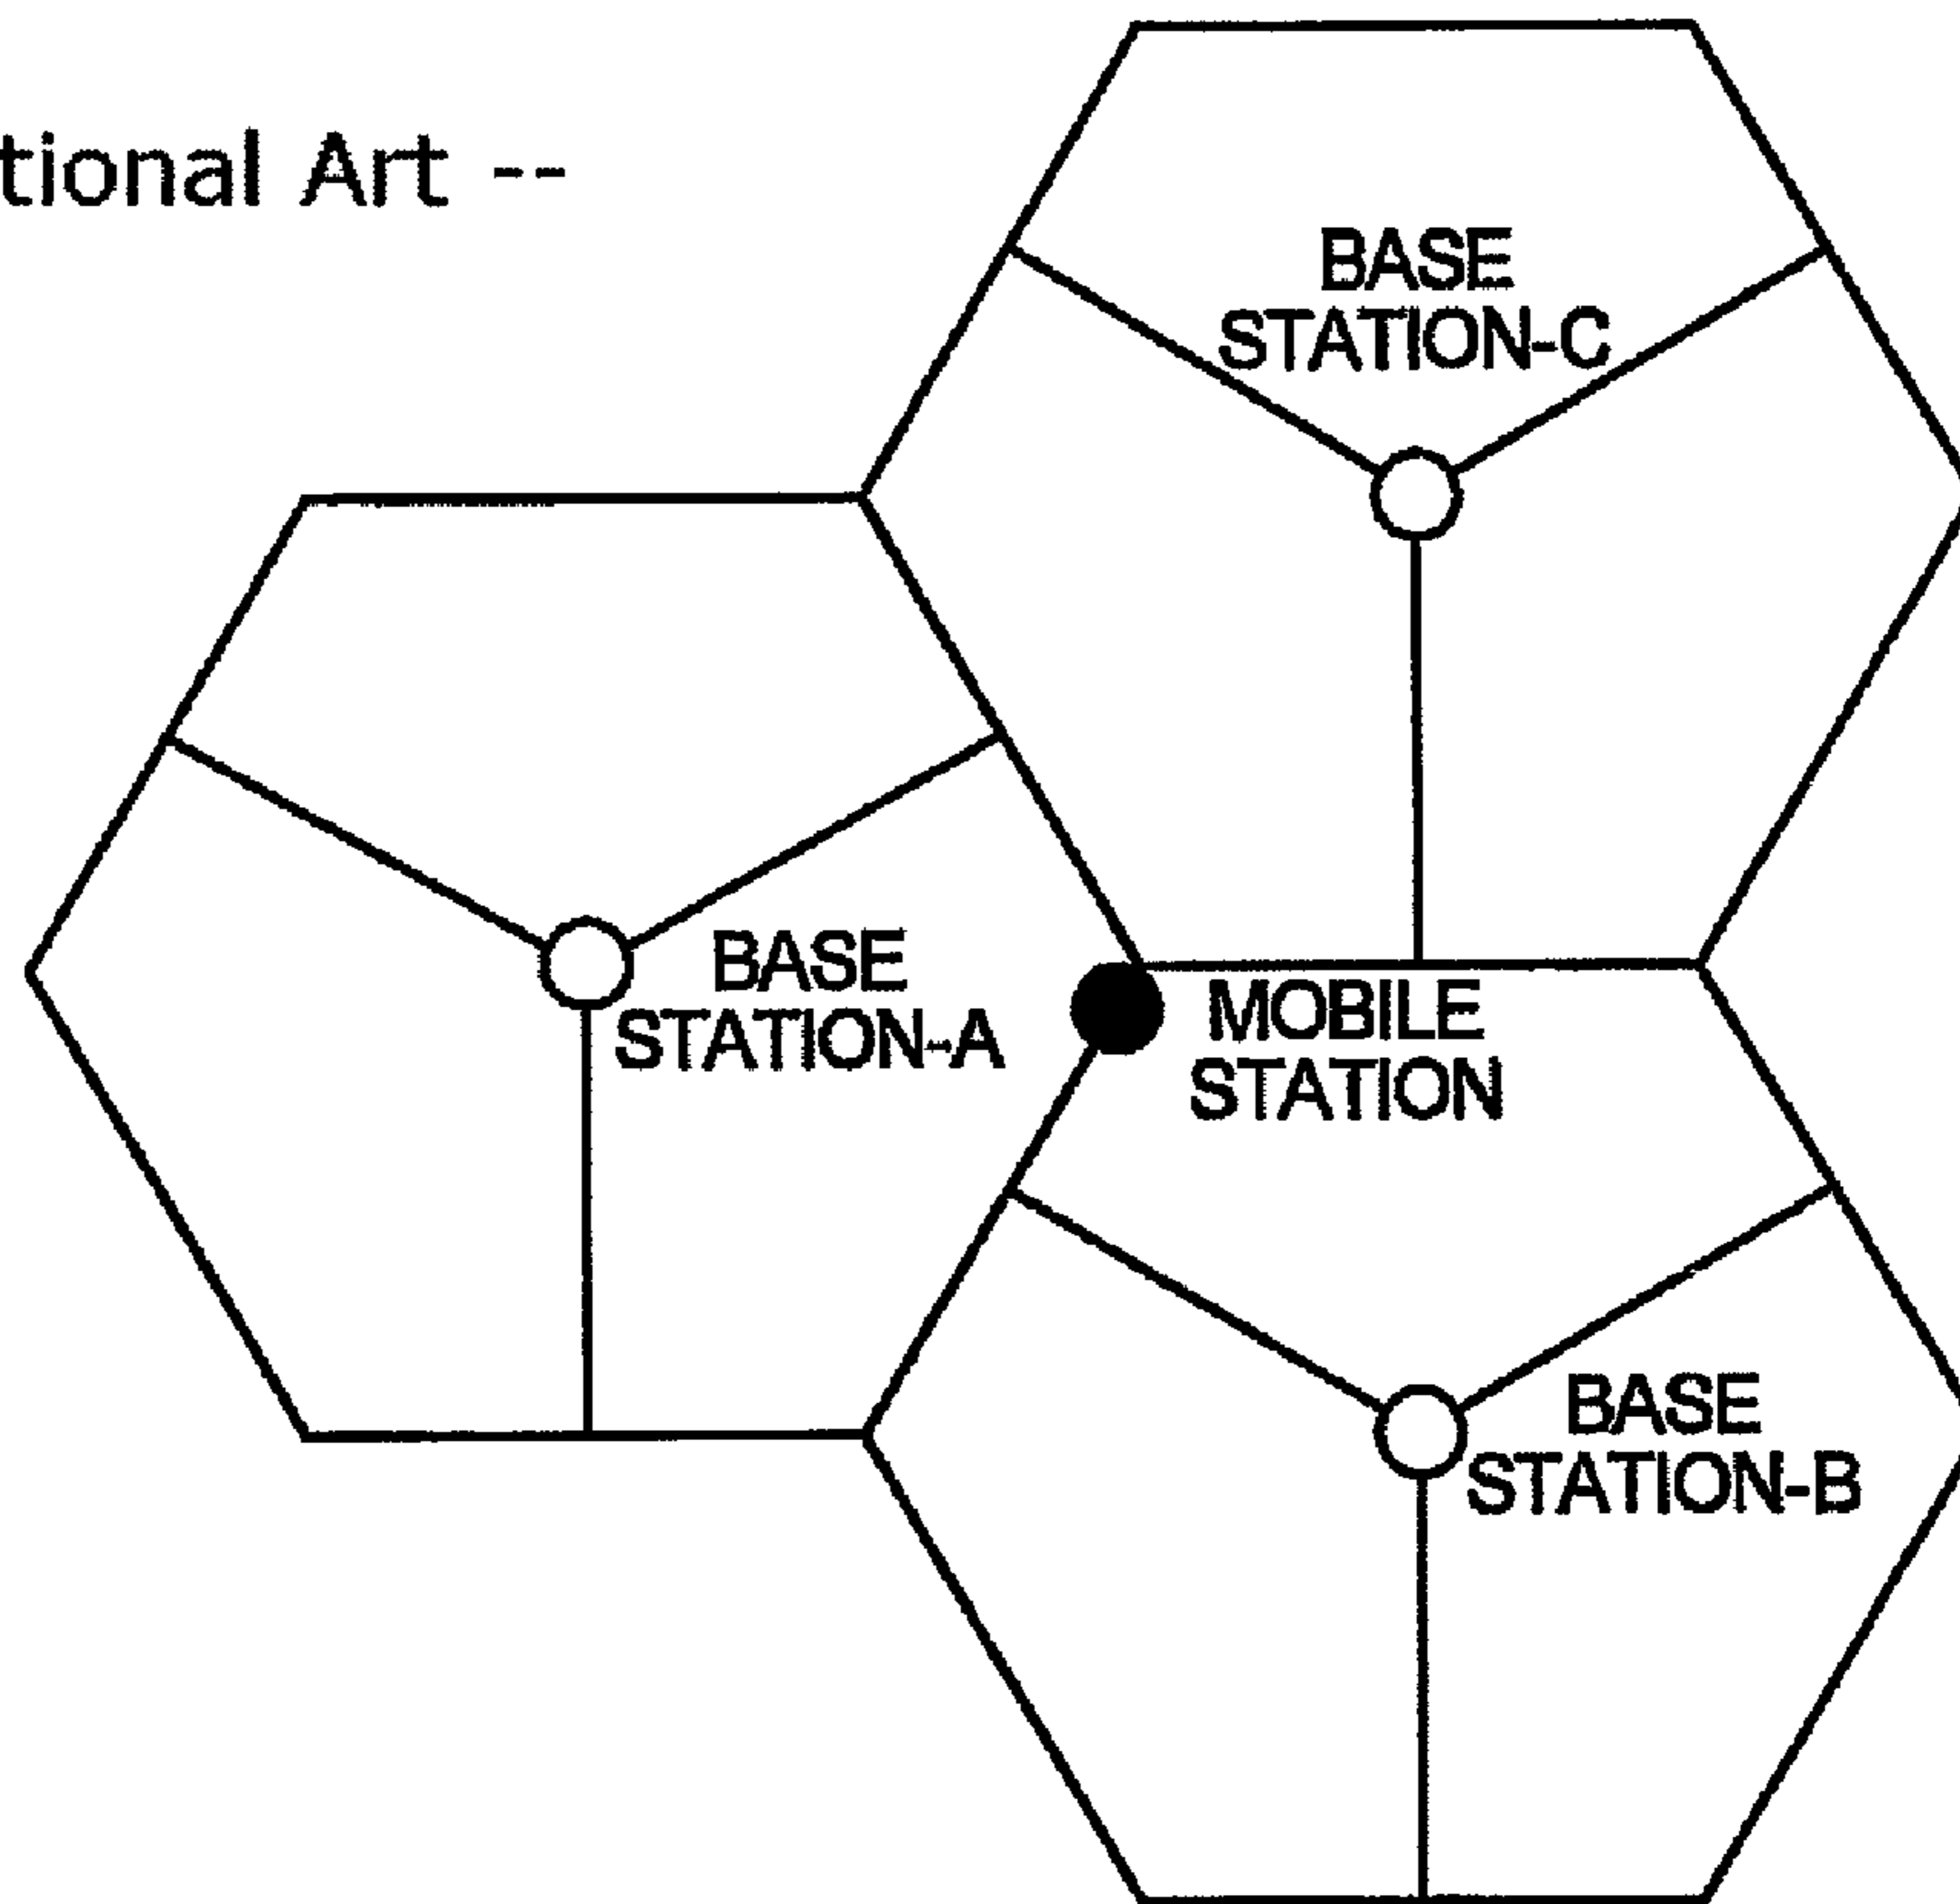 tional Art --
BASE
STATION-C
BASE
STATION-A
MOBILE
STATION
BASE
STATION-B